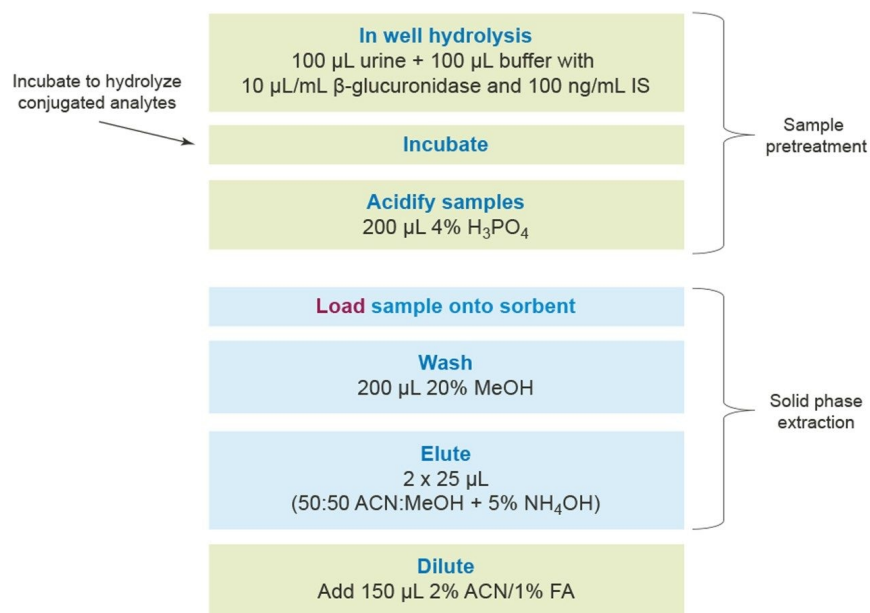 In well hydrolysis
100 µL urine + 100 µL buffer with
10 µL/mL β-glucuronidase and 100 ng/mL IS
Incubate to hydrolyze
conjugated analytes
Incubate
Sample
pretreatment
Acidify samples
200 µL 4% H₃PO₄
Load sample onto sorbent
Wash
200 µL 20% MeOH
Solid phase
extraction
Elute
2 x 25 µL
(50:50 ACN:MeOH + 5% NH₄OH)
Dilute
Add 150 µL 2% ACN/1% FA